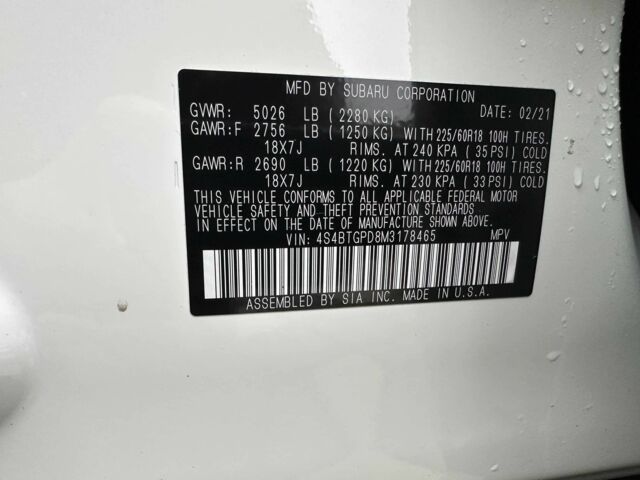 MFD BY SUBARU CORPORATION
GVWR: 5026 LB (2280 KG) DATE: 02/21
GAWR:F 2756 LB (1250 KG) WITH 225/60R18 100H TIRES.
18X7J RIMS. AT 240 KPA (35 PSI) COLD
GAWR:R 2690 LB (1220 KG) WITH 225/60R18 100H TIRES.
18X7J RIMS. AT 230 KPA (33 PSI) COLD
THIS VEHICLE CONFORMS TO ALL APPLICABLE FEDERAL MOTOR
VEHICLE SAFETY AND THEFT PREVENTION STANDARDS
IN EFFECT ON THE DATE OF MANUFACTURE SHOWN ABOVE.
VIN: 4S4BTGPD8M3178465 MPV
ASSEMBLED BY SIA INC. MADE IN U.S.A.